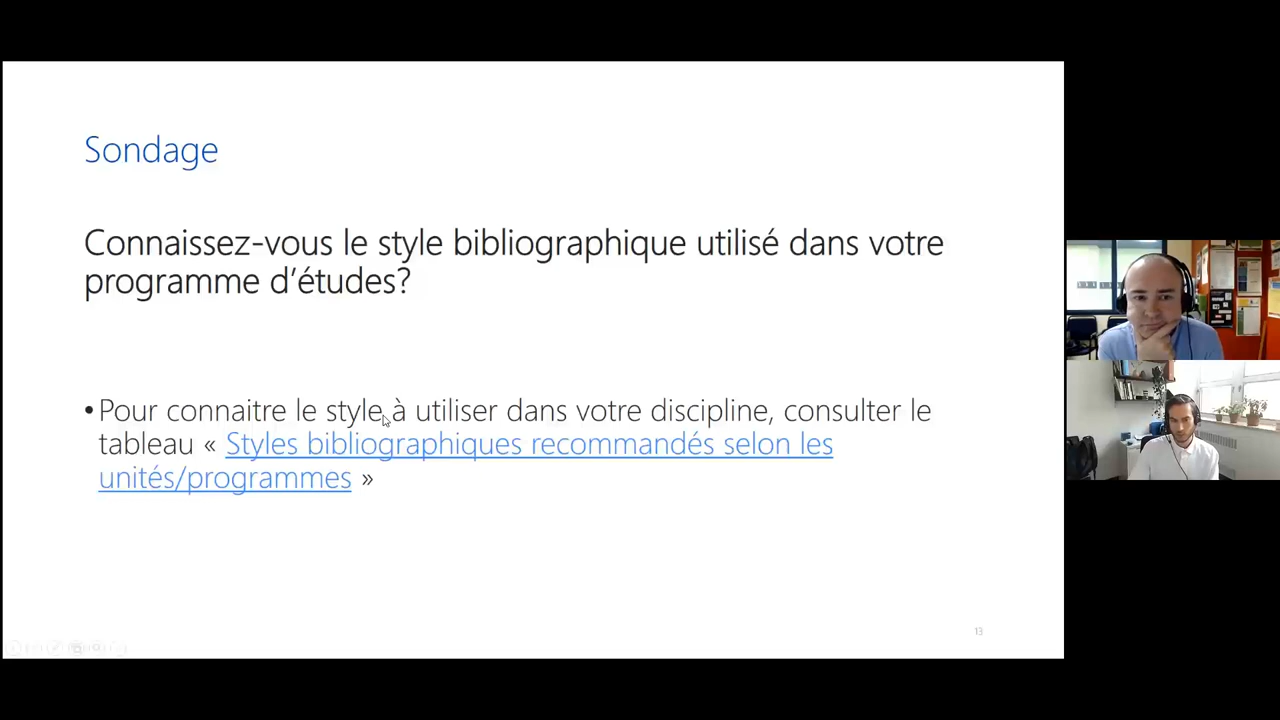 Sondage
Connaissez-vous le style bibliographique utilisé dans votre
programme d’études?
• Pour connaitre le style à utiliser dans votre discipline, consulter le
tableau « Styles bibliographiques recommandés selon les
unités/programmes »
13